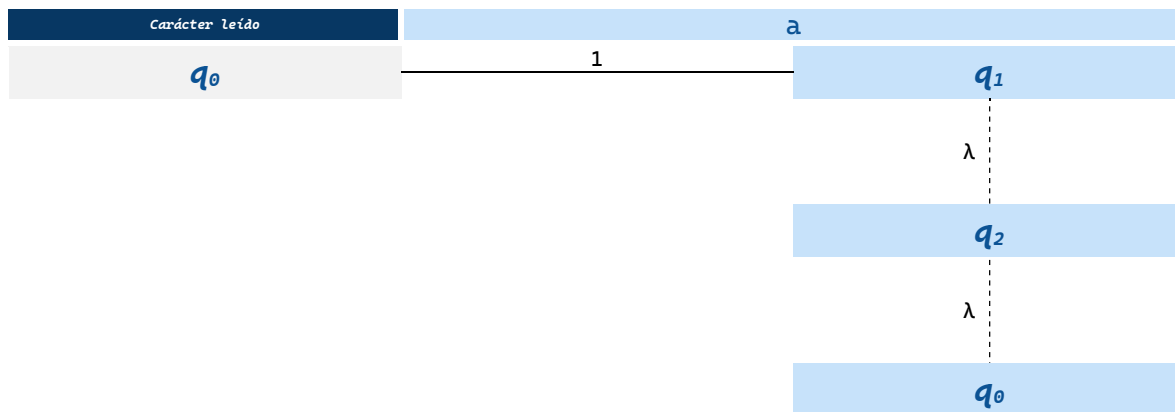 Carácter leído a
q0 1 q1
λ
q2
λ
q0